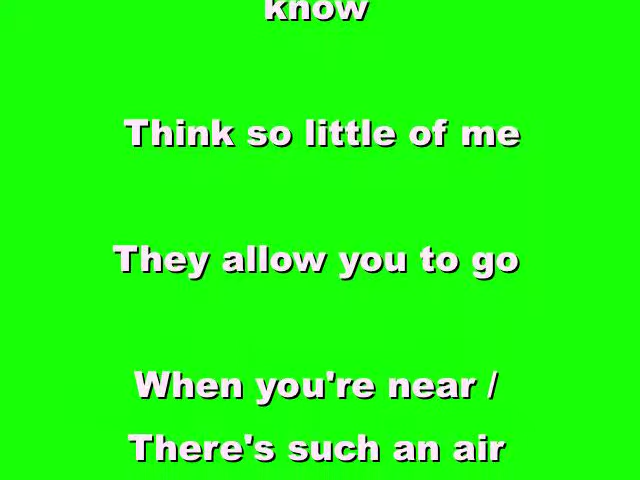 know
Think so little of me
They allow you to go
When you're near /
There's such an air